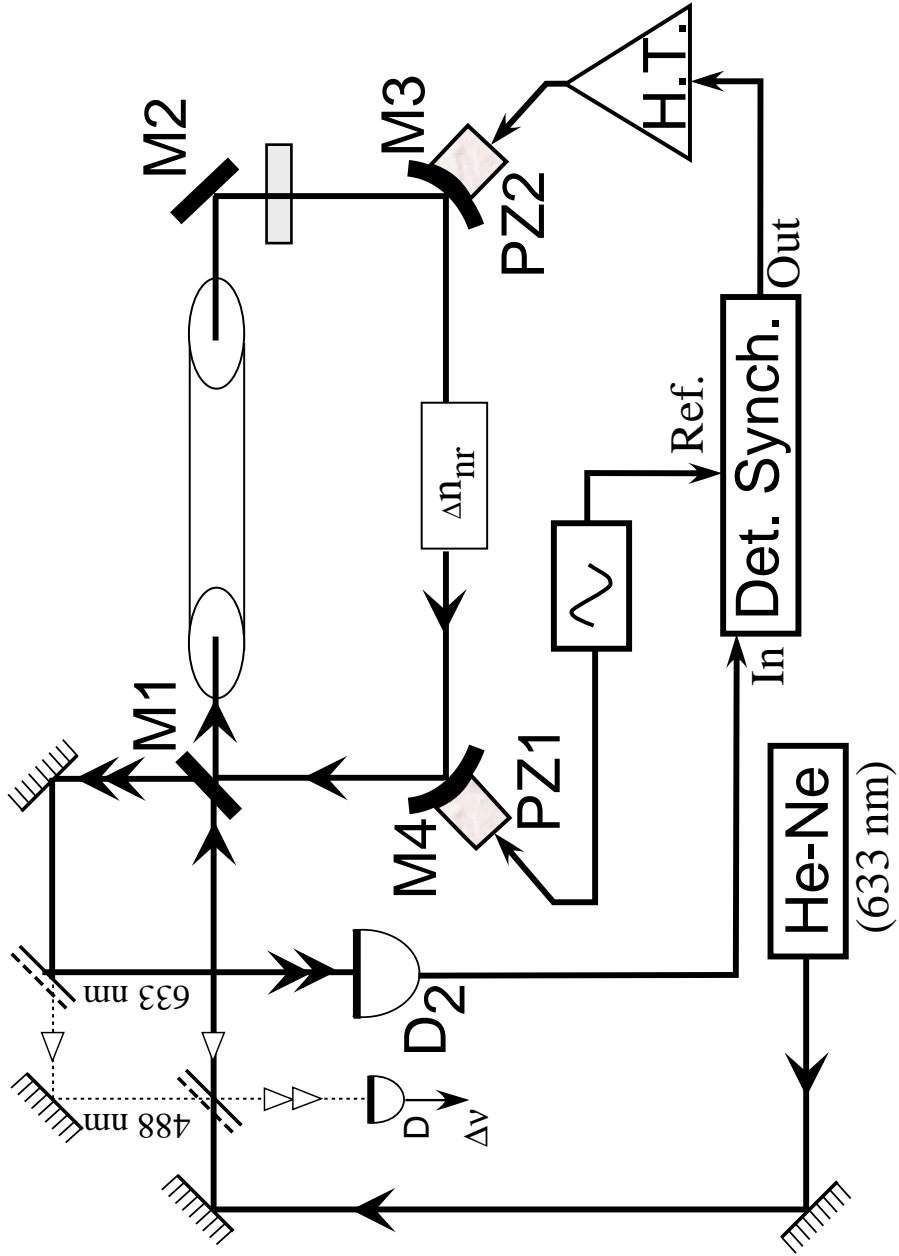 M1
M2
M3
PZ2
M4
PZ1
Δn_nr
H.T.
Out
Ref.
Det. Synch.
In
He-Ne
(633 nm)
D2
633 nm
488 nm
D
Δν'